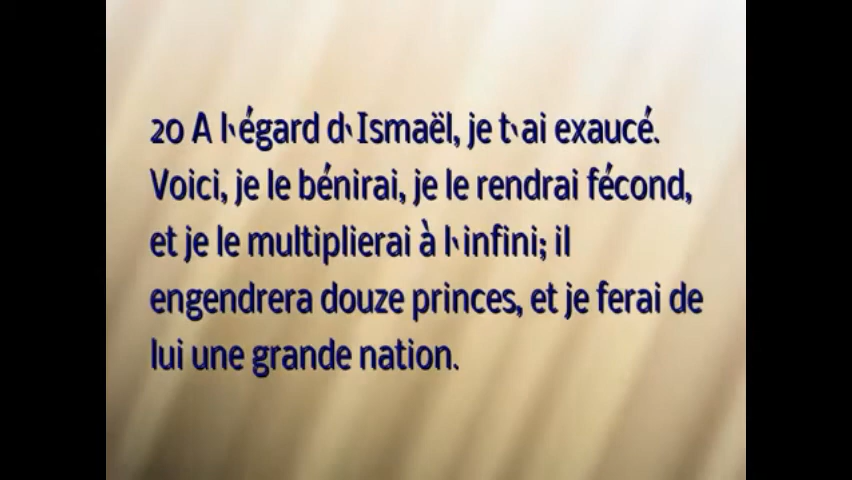 20 A l'égard d'Ismaël, je t'ai exaucé.
Voici, je le bénirai, je le rendrai fécond,
et je le multiplierai à l'infini; il
engendrera douze princes, et je ferai de
lui une grande nation.